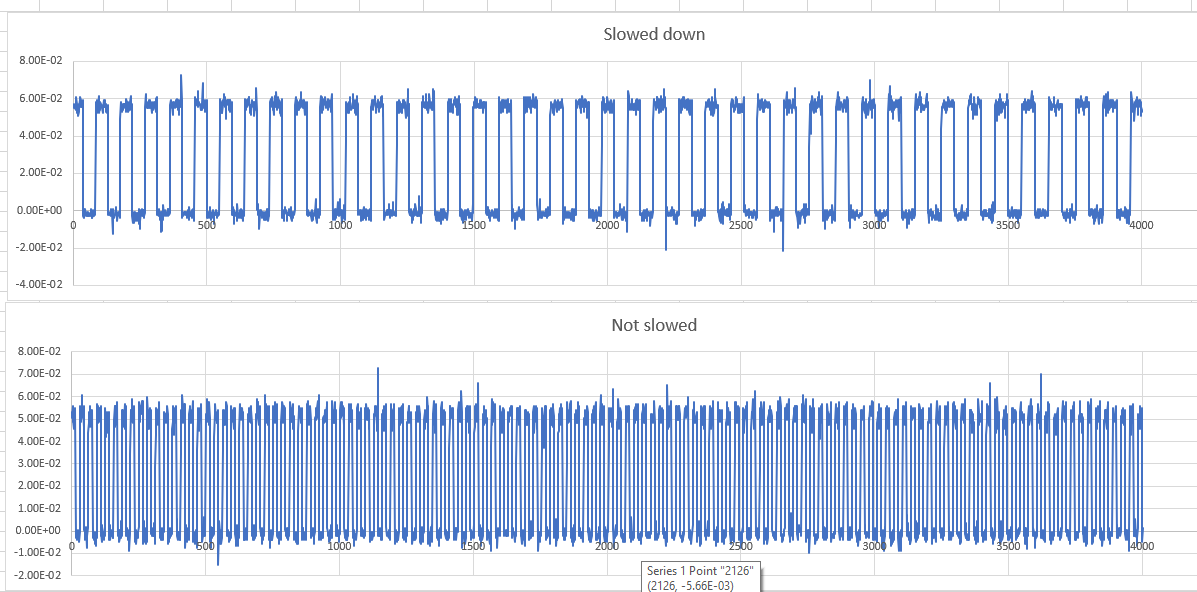 Slowed down
8.00E-02
6.00E-02
4.00E-02
2.00E-02
0.00E+00
0 500 1000 1500 2000 2500 3000 3500 4000
-2.00E-02
-4.00E-02
Not slowed
8.00E-02
7.00E-02
6.00E-02
5.00E-02
4.00E-02
3.00E-02
2.00E-02
1.00E-02
0.00E+00
0 500 1000 1500 2000 2500 3000 3500 4000
-1.00E-02
-2.00E-02
Series 1 Point "2126"
(2126, -5.66E-03)